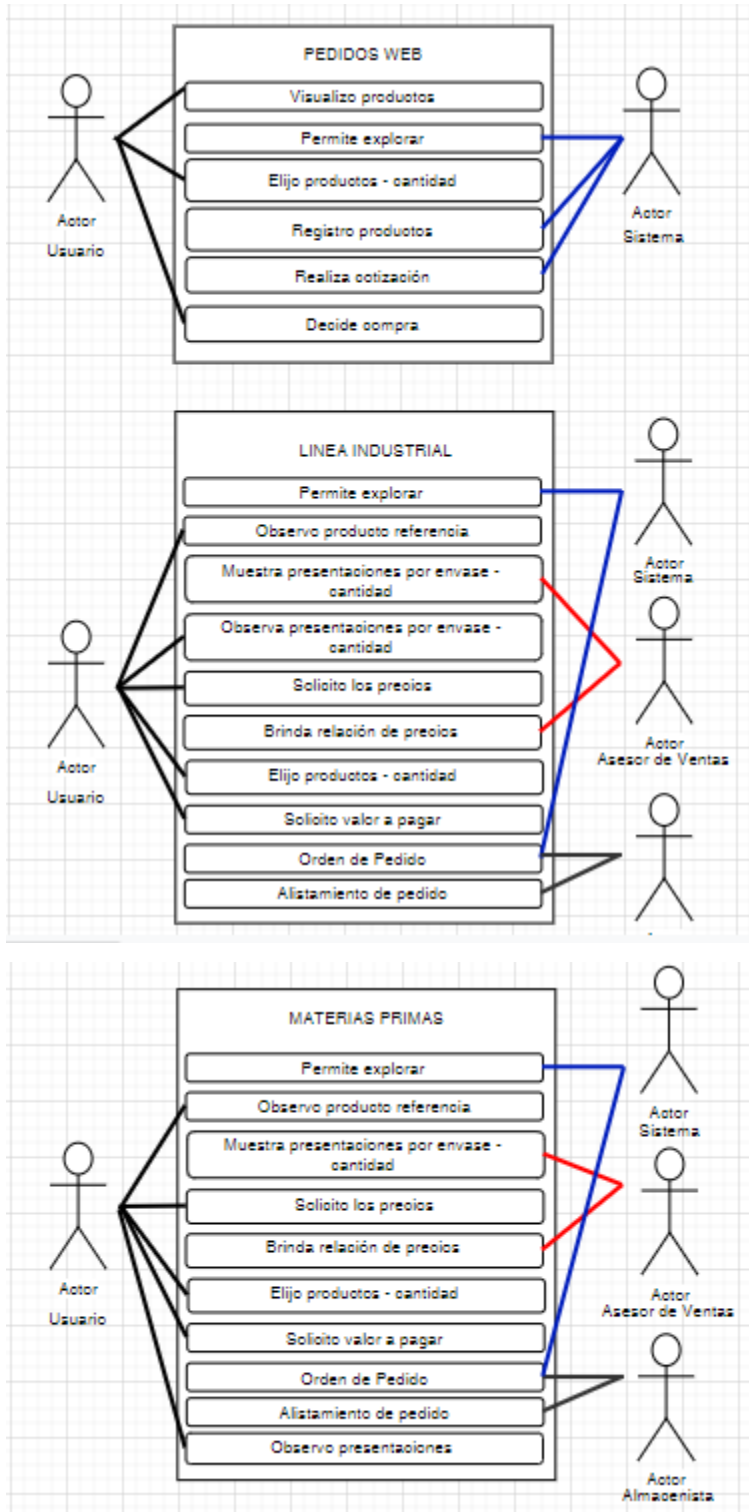 PEDIDOS WEB
Visualizo productos
Permite explorar
Elijo productos - cantidad
Registro productos
Realiza cotización
Decide compra
Actor
Usuario
Actor
Sistema
LINEA INDUSTRIAL
Permite explorar
Observo producto referencia
Muestra presentaciones por envase -
cantidad
Observa presentaciones por envase -
cantidad
Solicito los precios
Brinda relación de precios
Elijo productos - cantidad
Solicito valor a pagar
Orden de Pedido
Alistamiento de pedido
Actor
Usuario
Actor
Sistema
Actor
Asesor de Ventas
MATERIAS PRIMAS
Permite explorar
Observo producto referencia
Muestra presentaciones por envase -
cantidad
Solicito los precios
Brinda relación de precios
Elijo productos - cantidad
Solicito valor a pagar
Orden de Pedido
Alistamiento de pedido
Observo presentaciones
Actor
Usuario
Actor
Sistema
Actor
Asesor de Ventas
Actor
Almacenista